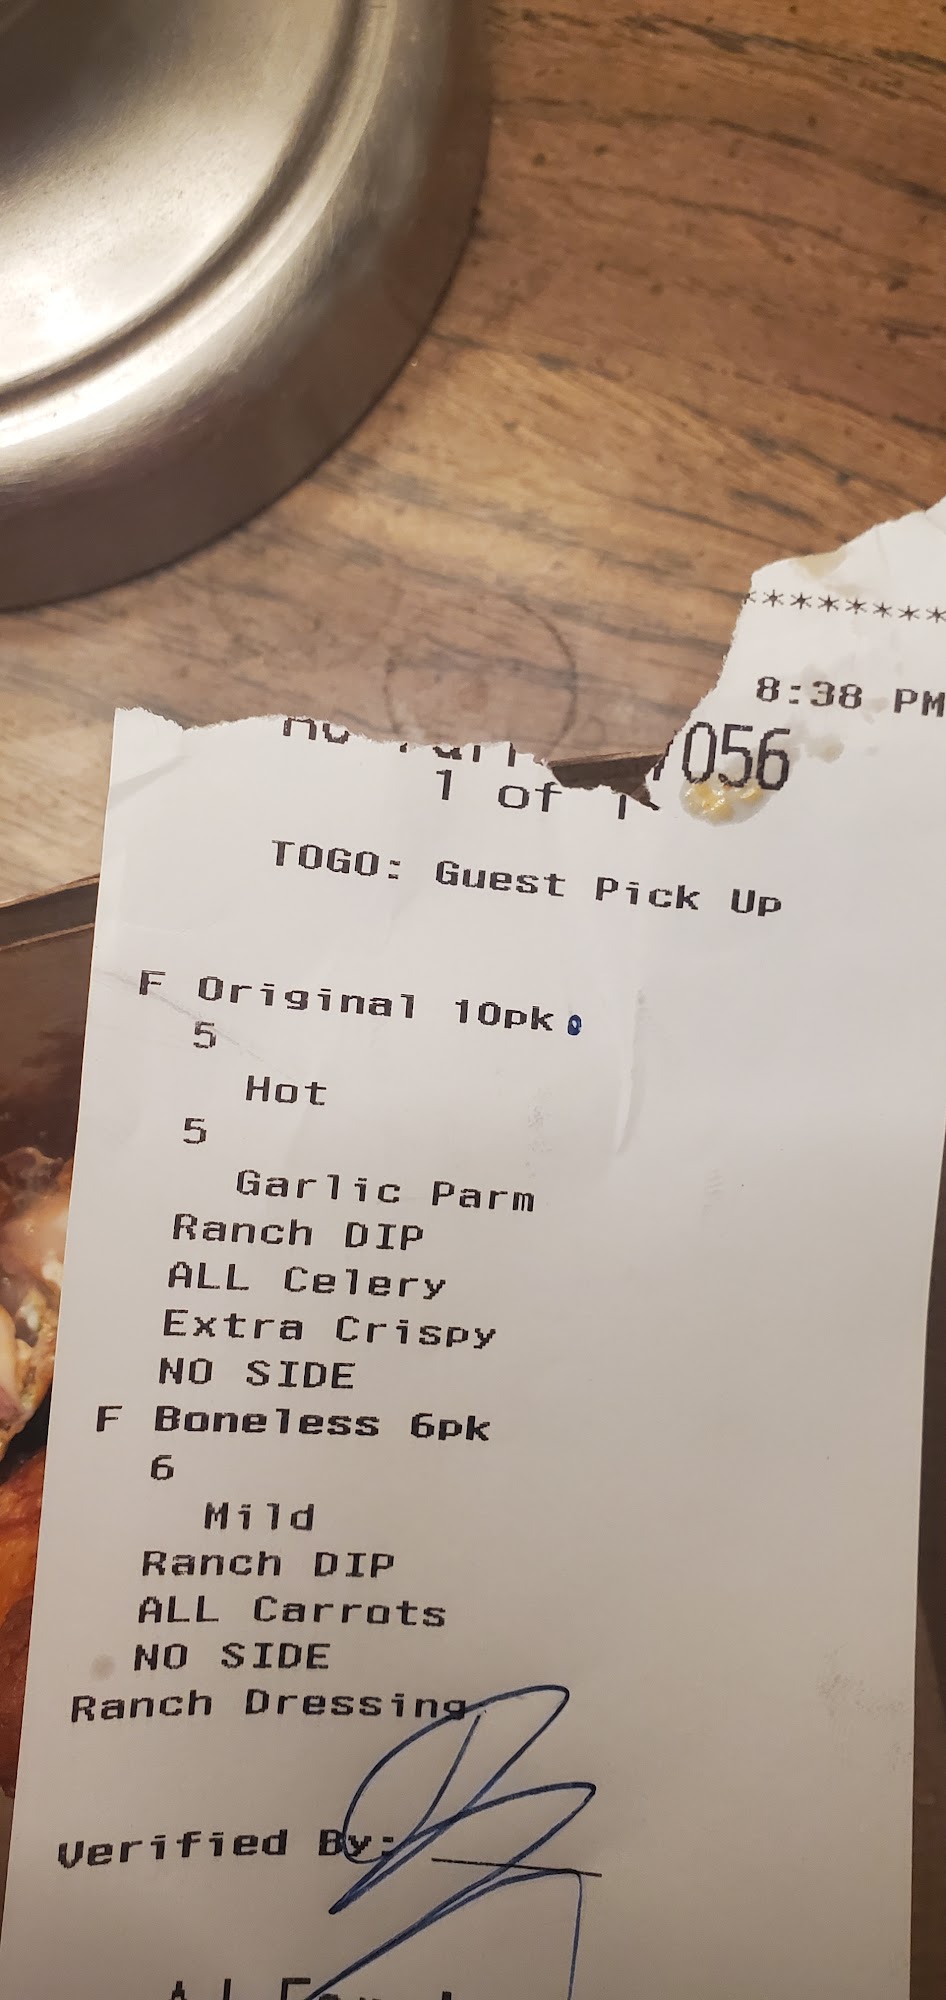 ********
8:38 PM
056
1 of 1
TOGO: Guest Pick Up
F Original 10pk
5
Hot
5
Garlic Parm
Ranch DIP
ALL Celery
Extra Crispy
NO SIDE
F Boneless 6pk
6
Mild
Ranch DIP
ALL Carrots
NO SIDE
Ranch Dressing
Verified By: